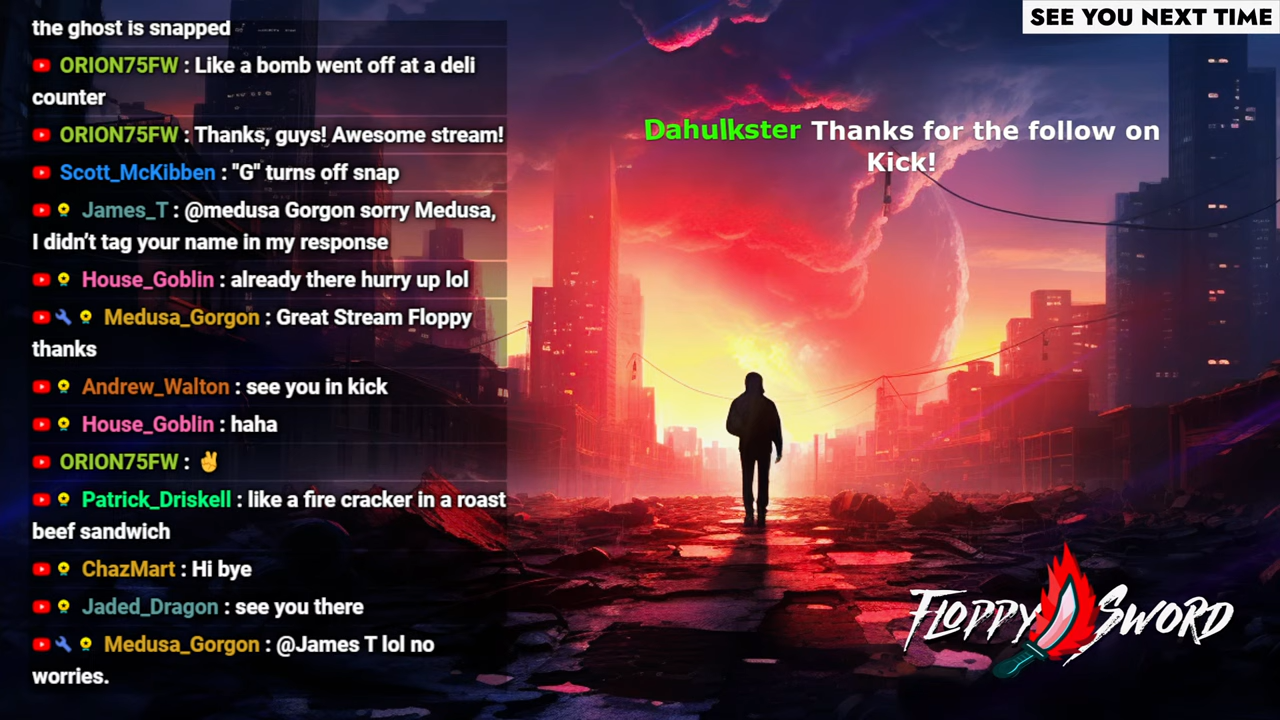 the ghost is snapped
ORION75FW : Like a bomb went off at a deli
counter
ORION75FW : Thanks, guys! Awesome stream!
Scott_McKibben : "G" turns off snap
James_T : @medusa Gorgon sorry Medusa,
I didn't tag your name in my response
House_Goblin : already there hurry up lol
Medusa_Gorgon : Great Stream Floppy
thanks
Andrew_Walton : see you in kick
House_Goblin : haha
ORION75FW : ✌️
Patrick_Driskell : like a fire cracker in a roast
beef sandwich
ChazMart : Hi bye
Jaded_Dragon : see you there
Medusa_Gorgon : @James T lol no
worries.
SEE YOU NEXT TIME
Dahulkster Thanks for the follow on
Kick!
FLOPPY SWORD